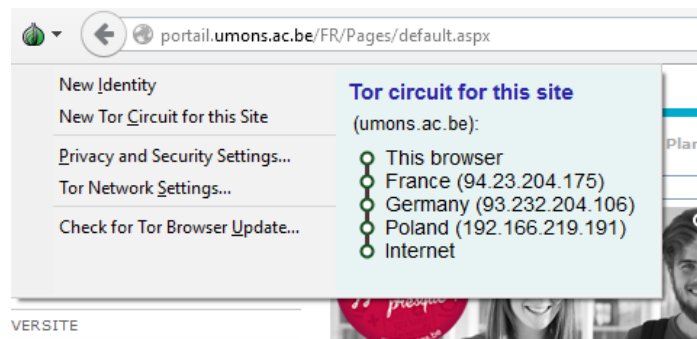 portail.umons.ac.be/FR/Pages/default.aspx
New Identity
New Tor Circuit for this Site
Privacy and Security Settings...
Tor Network Settings...
Check for Tor Browser Update...
Tor circuit for this site
(umons.ac.be):
This browser
France (94.23.204.175)
Germany (93.232.204.106)
Poland (192.166.219.191)
Internet
Plan
VERSITE
presque